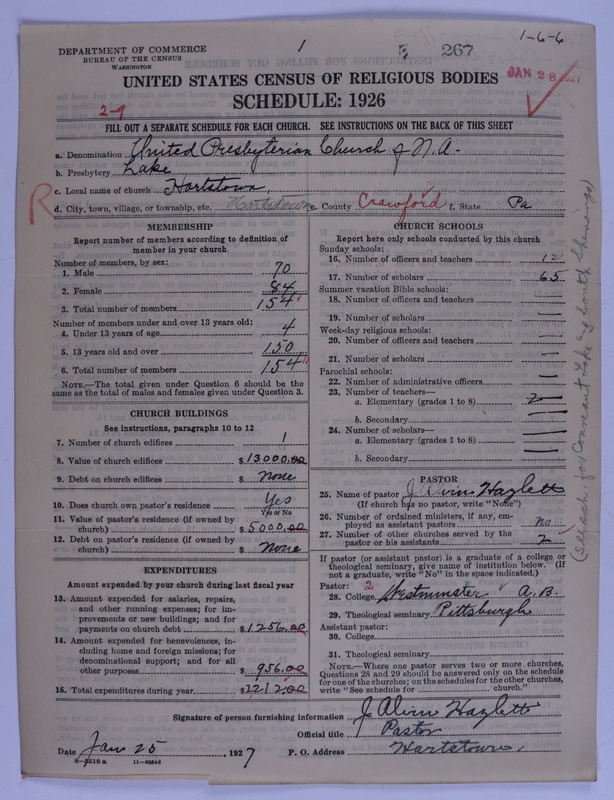 1-6-6
DEPARTMENT OF COMMERCE
BUREAU OF THE CENSUS
WASHINGTON
1
267
JAN 28 1927
UNITED STATES CENSUS OF RELIGIOUS BODIES
SCHEDULE: 1926
2-9
FILL OUT A SEPARATE SCHEDULE FOR EACH CHURCH. SEE INSTRUCTIONS ON THE BACK OF THIS SHEET
a. Denomination United Presbyterian Church of N.A.
b. Presbytery Lake
c. Local name of church Hartstown
R
d. City, town, village, or township, etc. Hartstown e. County Crawford f. State Pa
MEMBERSHIP
Report number of members according to definition of
member in your church
Number of members, by sex:
1. Male 70
2. Female 84
3. Total number of members 154
Number of members under and over 13 years old:
4. Under 13 years of age 4
5. 13 years old and over 150
6. Total number of members 154
NOTE.—The total given under Question 6 should be
same as the total of males and females given under Question 3.
CHURCH BUILDINGS
See instructions, paragraphs 10 to 12
7. Number of church edifices 1
8. Value of church edifices $13000.00
9. Debt on church edifices $ None
10. Does church own pastor's residence Yes
Yes or No
11. Value of pastor's residence (if owned by
church) $5000.00
12. Debt on pastor's residence (if owned by
church) $ None
EXPENDITURES
Amount expended by your church during last fiscal year
13. Amount expended for salaries, repairs,
and other running expenses; for im-
provements or new buildings; and for
payments on church debt $1256.00
14. Amount expended for benevolences, in-
cluding home and foreign missions; for
denominational support; and for all
other purposes $956.00
15. Total expenditures during year $2212.00
CHURCH SCHOOLS
Report here only schools conducted by this church
Sunday schools:
16. Number of officers and teachers 12
17. Number of scholars 65
Summer vacation Bible schools:
18. Number of officers and teachers —
19. Number of scholars —
Week-day religious schools:
20. Number of officers and teachers —
21. Number of scholars —
Parochial schools:
22. Number of administrative officers —
23. Number of teachers—
a. Elementary (grades 1 to 8)
b. Secondary —
24. Number of scholars—
a. Elementary (grades 1 to 8) —
b. Secondary —
PASTOR
25. Name of pastor J. Alvin Hazlett
(If church has no pastor, write "None")
26. Number of ordained ministers, if any, em-
ployed as assistant pastors no
27. Number of other churches served by the
pastor or his assistants 2
If pastor (or assistant pastor) is a graduate of a college or
theological seminary, give name of institution below. (If
not a graduate, write "No" in the space indicated.)
Pastor: 2
28. College Westminster A.B.
29. Theological seminary Pittsburgh
Assistant pastor:
30. College
31. Theological seminary
NOTE.—Where one pastor serves two or more churches,
Questions 28 and 29 should be answered only on the schedule
for one of the churches; on the schedules for the other churches,
write "See schedule for church."
Signature of person furnishing information J. Alvin Hazlett
Official title Pastor
Date Jan 25, 1927 P. O. Address Hartstown,
8-5518a